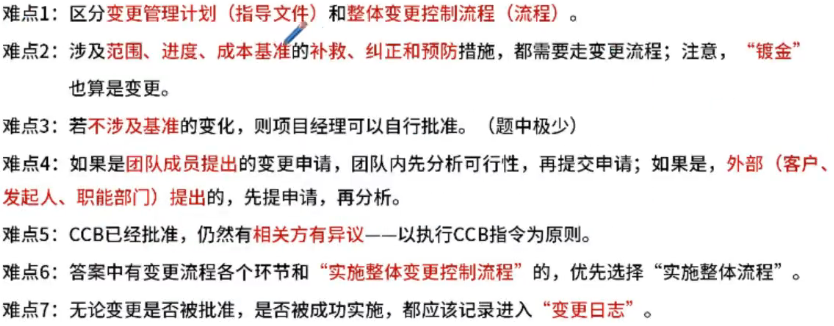 难点1：区分变更管理计划（指导文件）和整体变更控制流程（流程）。
难点2：涉及范围、进度、成本基准的补救、纠正和预防措施，都需要走变更流程；注意，“镀金”
也算是变更。
难点3：若不涉及基准的变化，则项目经理可以自行批准。（题中极少）
难点4：如果是团队成员提出的变更申请，团队内先分析可行性，再提交申请；如果是，外部（客户、
发起人、职能部门）提出的，先提申请，再分析。
难点5：CCB已经批准，仍然有相关方有异议——以执行CCB指令为原则。
难点6：答案中有变更流程各个环节和“实施整体变更控制流程”的，优先选择“实施整体流程”。
难点7：无论变更是否被批准，是否被成功实施，都应该记录进入“变更日志”。